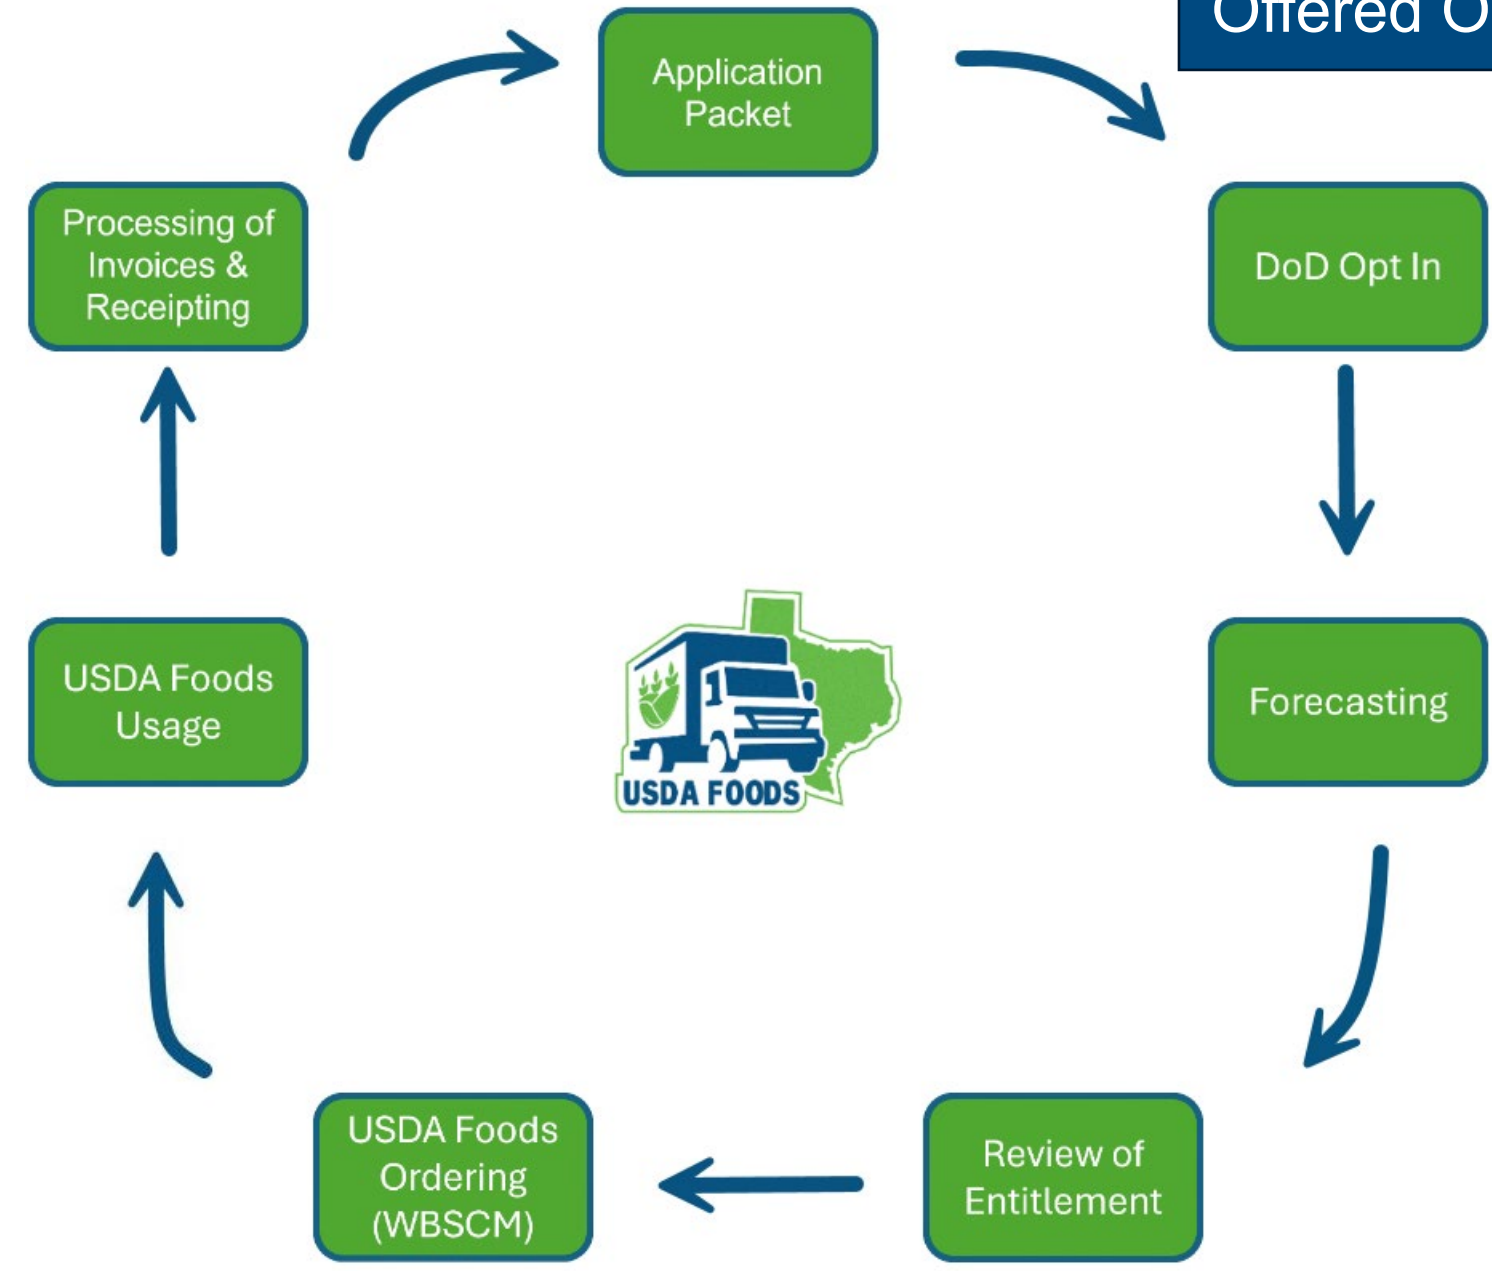 Offered O
Application
Packet
DoD Opt In
Forecasting
Review of
Entitlement
USDA Foods
Ordering
(WBSCM)
USDA Foods
Usage
Processing of
Invoices &
Receipting
USDA FOODS